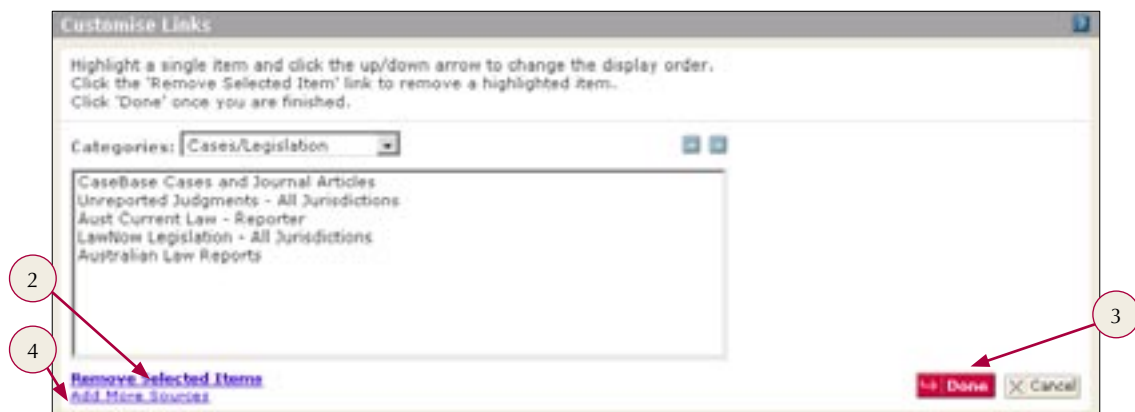 Customise Links
?
Highlight a single item and click the up/down arrow to change the display order.
Click the 'Remove Selected Item' link to remove a highlighted item.
Click 'Done' once you are finished.
Categories: Cases/Legislation
CaseBase Cases and Journal Articles
Unreported Judgments - All Jurisdictions
Aust Current Law - Reporter
LawNow Legislation - All Jurisdictions
Australian Law Reports
2
3
4
Remove Selected Items
Add More Sources
Done
Cancel